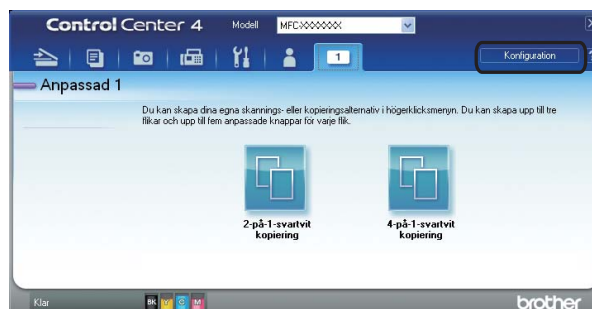 Control Center 4 Modell MFC-XXXXXXX
1 Konfiguration
Anpassad 1
Du kan skapa dina egna skannings- eller kopieringsalternativ i högerklicksmenyn. Du kan skapa upp till tre
flikar och upp till fem anpassade knappar för varje flik.
2-på-1-svartvit
kopiering
4-på-1-svartvit
kopiering
Klar BK Y C M brother